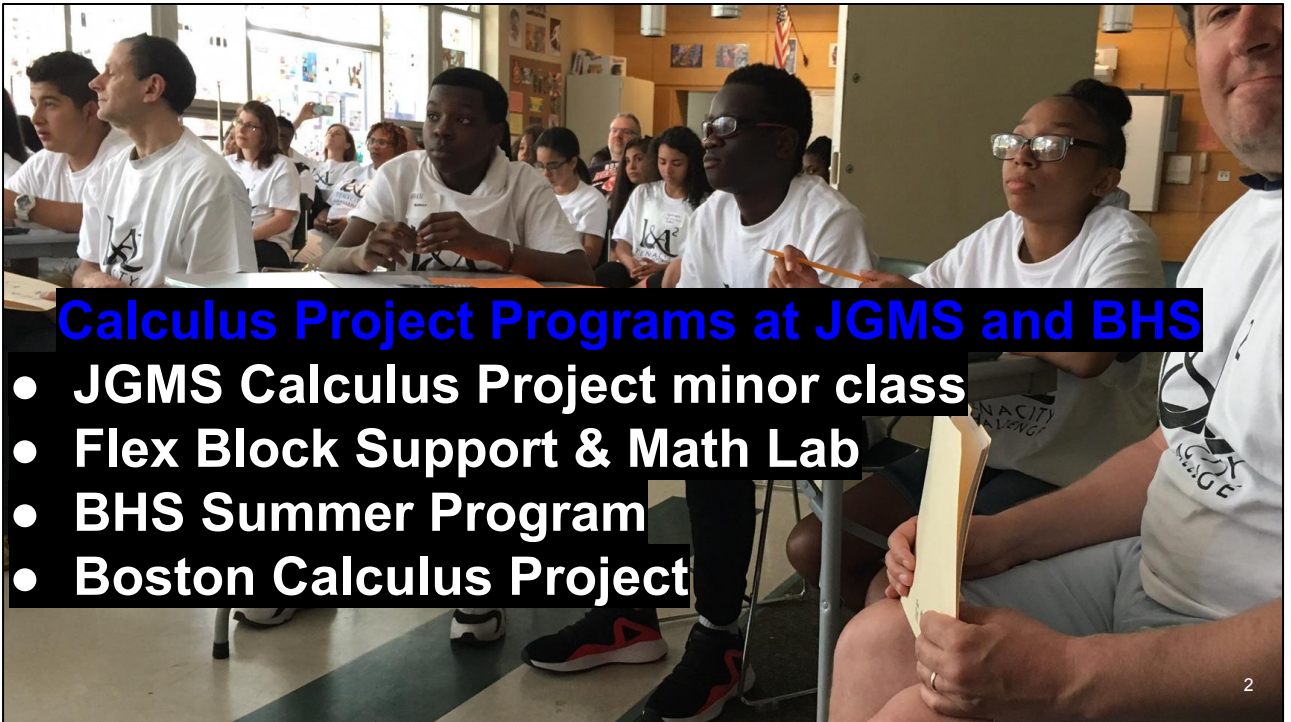 Calculus Project Programs at JGMS and BHS
● JGMS Calculus Project minor class
● Flex Block Support & Math Lab
● BHS Summer Program
● Boston Calculus Project
2